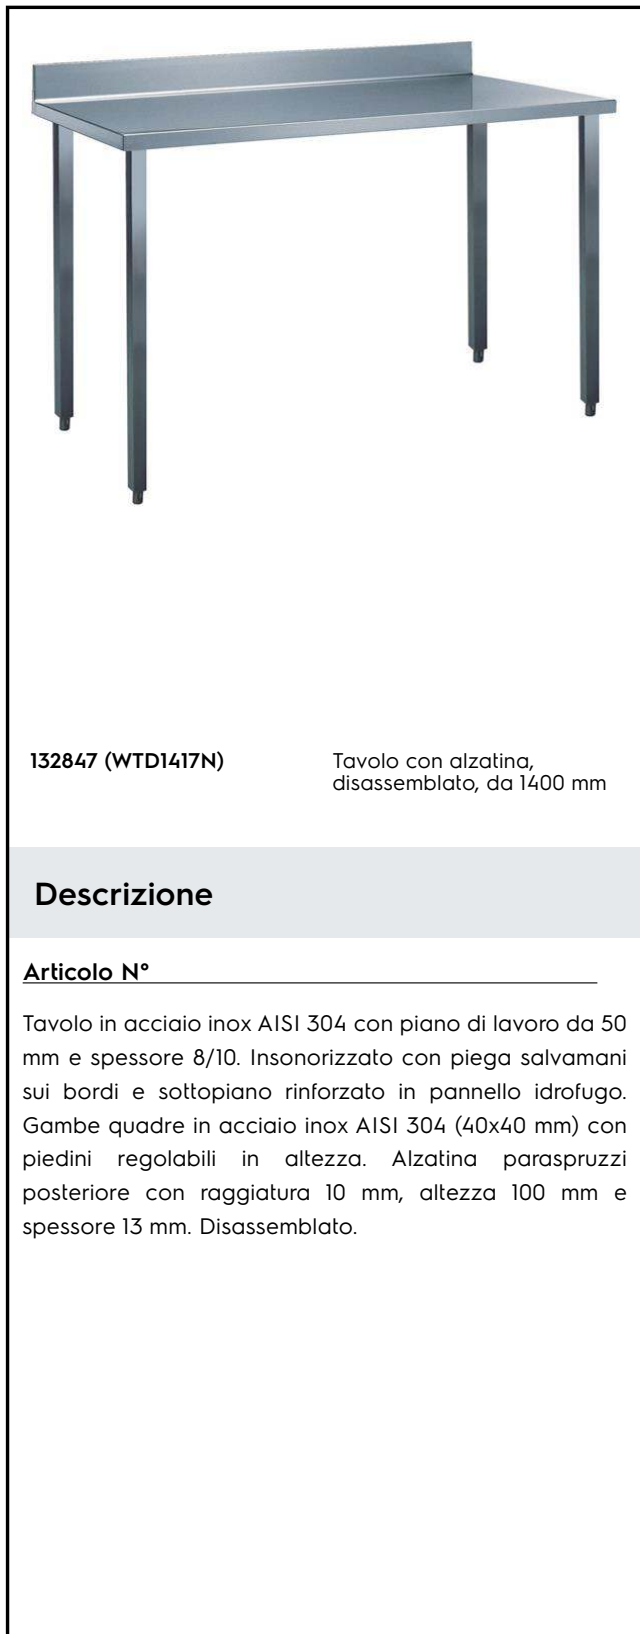 132847 (WTD1417N)
Tavolo con alzatina,
disassemblato, da 1400 mm
Descrizione
Articolo N°
Tavolo in acciaio inox AISI 304 con piano di lavoro da 50
mm e spessore 8/10. Insonorizzato con piega salvamani
sui bordi e sottopiano rinforzato in pannello idrofugo.
Gambe quadre in acciaio inox AISI 304 (40x40 mm) con
piedini regolabili in altezza. Alzatina paraspruzzi
posteriore con raggiatura 10 mm, altezza 100 mm e
spessore 13 mm. Disassemblato.